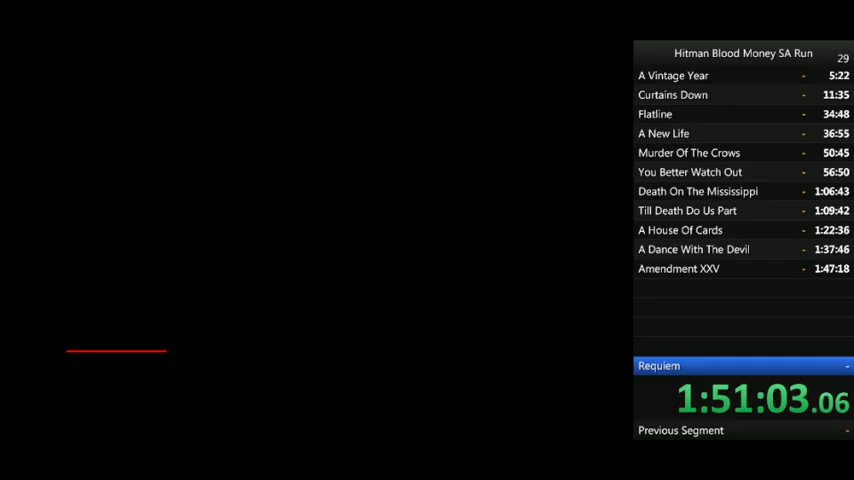 Hitman Blood Money SA Run
29
A Vintage Year - 5:22
Curtains Down - 11:35
Flatline - 34:48
A New Life - 36:55
Murder Of The Crows - 50:45
You Better Watch Out - 56:50
Death On The Mississippi - 1:06:43
Till Death Do Us Part - 1:09:42
A House Of Cards - 1:22:36
A Dance With The Devil - 1:37:46
Amendment XXV - 1:47:18
Requiem -
1:51:03.06
Previous Segment -